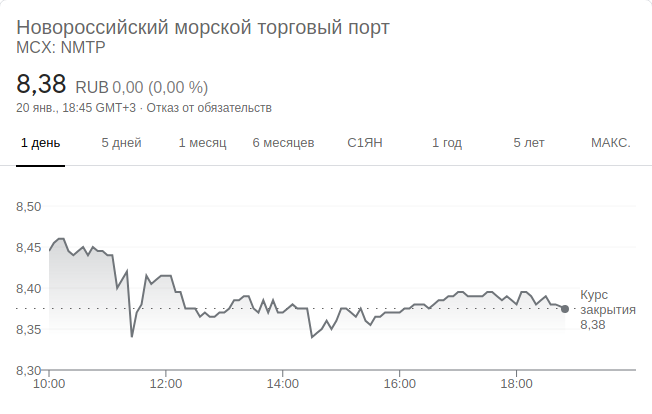 Новороссийский морской торговый порт
MCX: NMTP
8,38 RUB 0,00 (0,00 %)
20 янв., 18:45 GMT+3 · Отказ от обязательств
1 день 5 дней 1 месяц 6 месяцев С1ЯН 1 год 5 лет МАКС.
8,50
8,45
8,40
8,35
8,30
Курс
закрытия
8,38
10:00 12:00 14:00 16:00 18:00